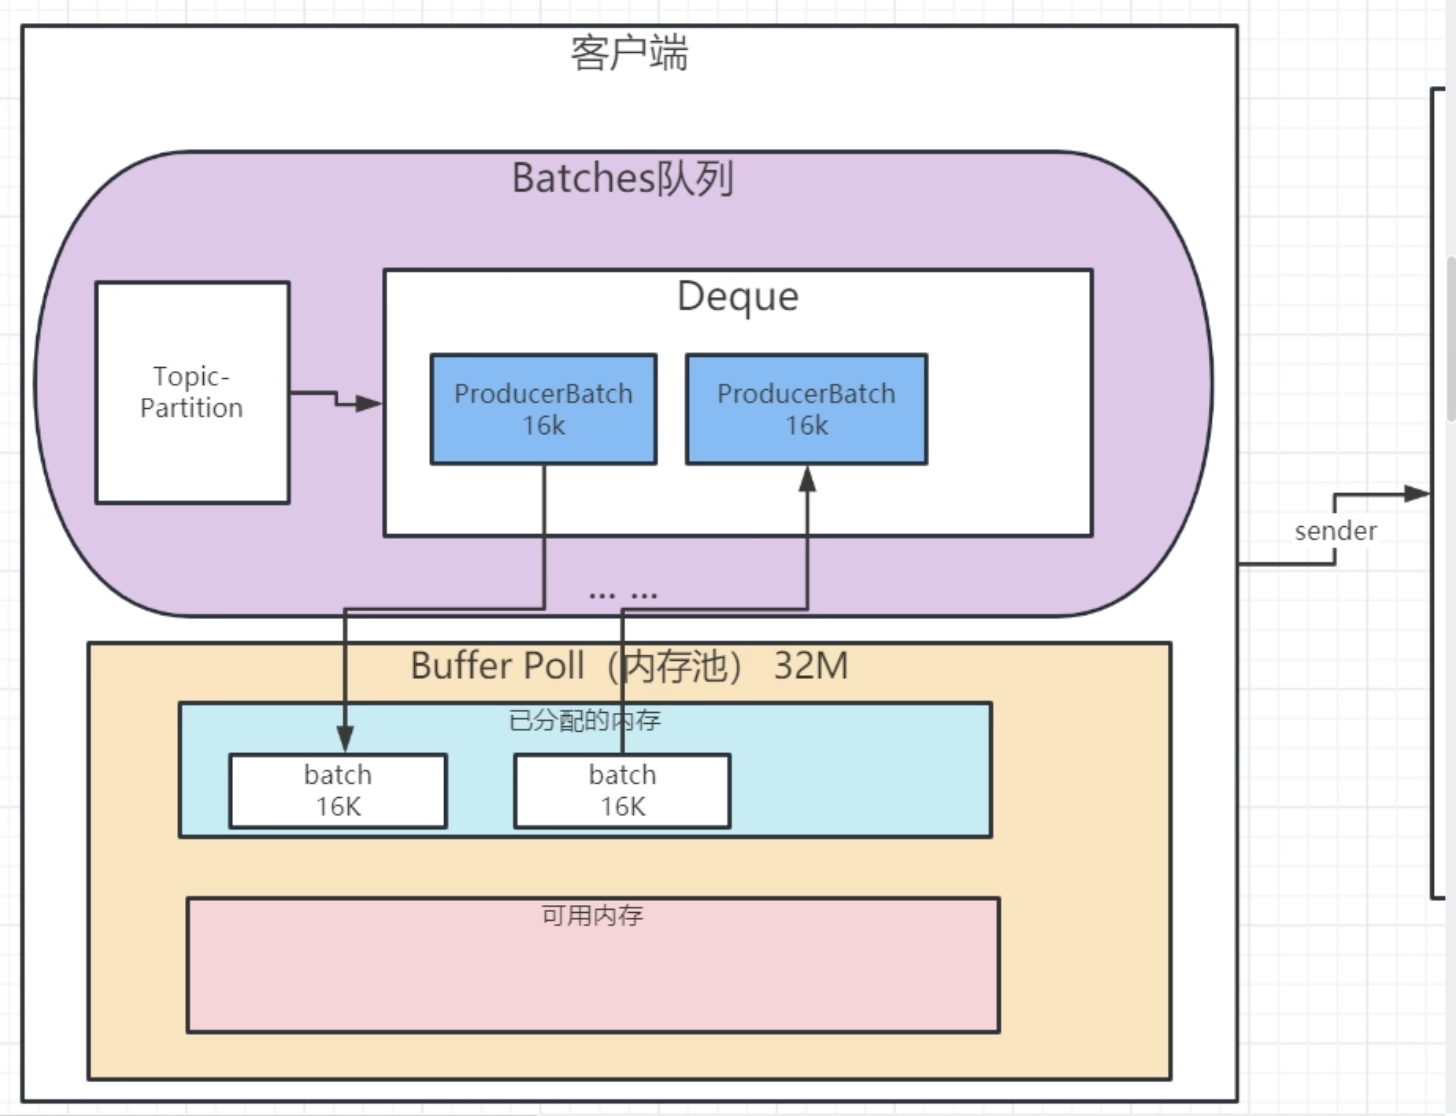 客户端
Batches队列
Deque
Topic-
Partition
ProducerBatch
16k
ProducerBatch
16k
sender
... ...
Buffer Poll（内存池） 32M
已分配的内存
batch
16K
batch
16K
可用内存